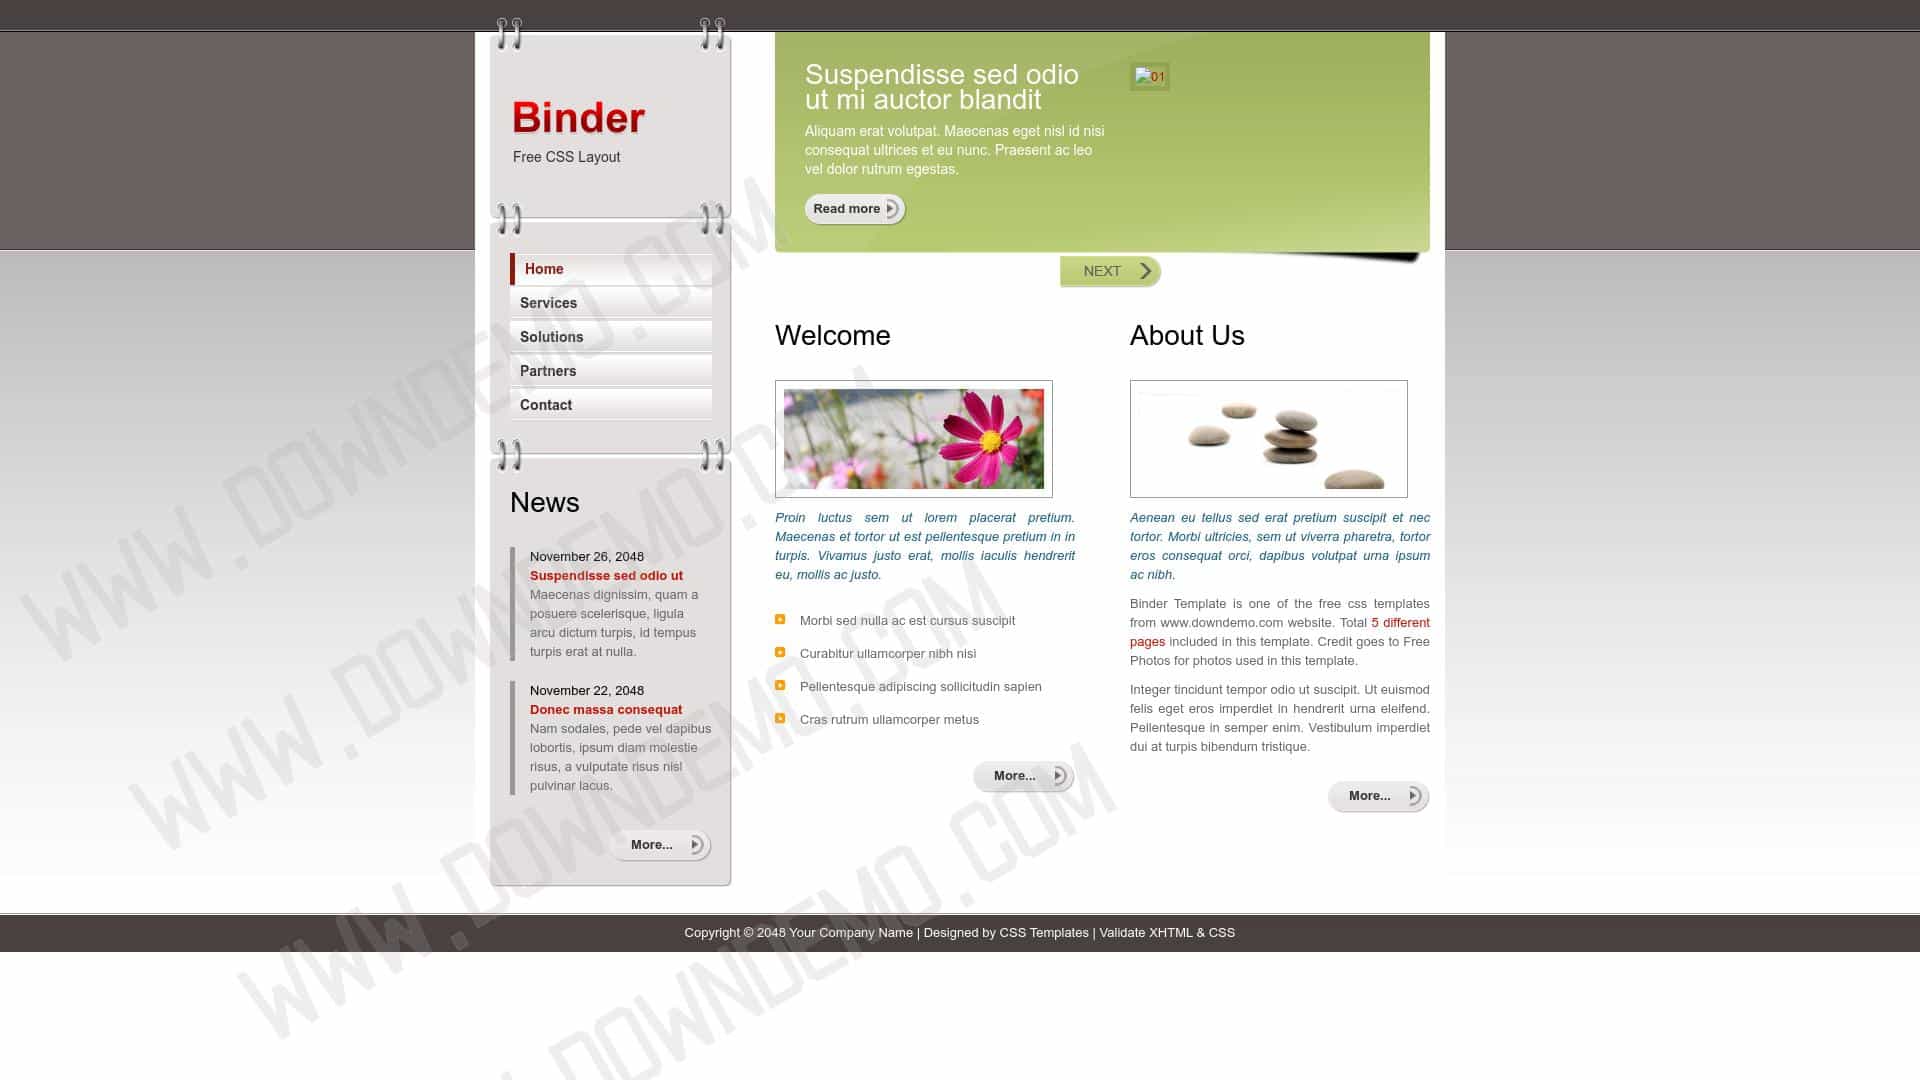 Binder
Free CSS Layout
Home
Services
Solutions
Partners
Contact
News
November 26, 2048
Suspendisse sed odio ut
Maecenas dignissim, quam a
posuere scelerisque, ligula
arcu dictum turpis, id tempus
turpis erat at nulla.
November 22, 2048
Donec massa consequat
Nam sodales, pede vel dapibus
lobortis, ipsum diam molestie
risus, a vulputate risus nisl
pulvinar lacus.
More...
Suspendisse sed odio
ut mi auctor blandit
Aliquam erat volutpat. Maecenas eget nisl id nisi
consequat ultrices et eu nunc. Praesent ac leo
vel dolor rutrum egestas.
Read more
01
NEXT
Welcome
Proin luctus sem ut lorem placerat pretium.
Maecenas et tortor ut est pellentesque pretium in in
turpis. Vivamus justo erat, mollis iaculis hendrerit
eu, mollis ac justo.
Morbi sed nulla ac est cursus suscipit
Curabitur ullamcorper nibh nisi
Pellentesque adipiscing sollicitudin sapien
Cras rutrum ullamcorper metus
More...
About Us
Aenean eu tellus sed erat pretium suscipit et nec
tortor. Morbi ultricies, sem ut viverra pharetra, tortor
eros consequat orci, dapibus volutpat urna ipsum
ac nibh.
Binder Template is one of the free css templates
from www.downdemo.com website. Total 5 different
pages included in this template. Credit goes to Free
Photos for photos used in this template.
Integer tincidunt tempor odio ut suscipit. Ut euismod
felis eget eros imperdiet in hendrerit urna eleifend.
Pellentesque in semper enim. Vestibulum imperdiet
dui at turpis bibendum tristique.
More...
Copyright © 2048 Your Company Name | Designed by CSS Templates | Validate XHTML & CSS
WWW.DOWNDEMO.COM
WWW.DOWNDEMO.COM
WWW.DOWNDEMO.COM
WWW.DOWNDEMO.COM